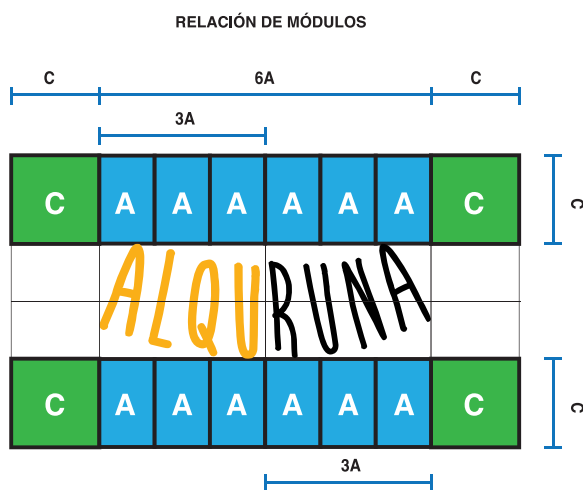 RELACIÓN DE MÓDULOS
C 6A C
3A
C A A A A A A C C
ALQURUNA
C A A A A A A C C
3A